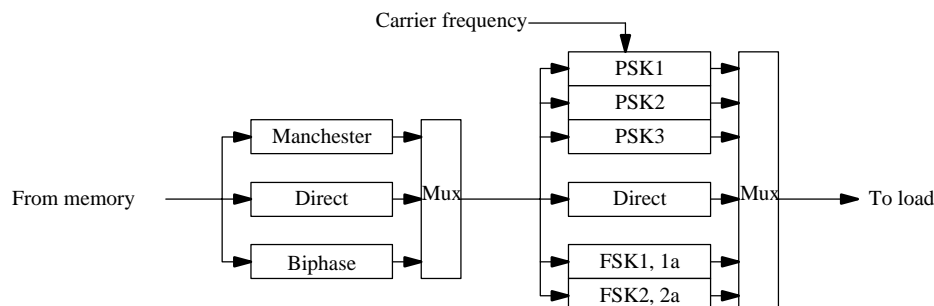 Carrier frequency
PSK1
PSK2
PSK3
Manchester
From memory
Direct
Mux
Direct
Mux
To load
Biphase
FSK1, 1a
FSK2, 2a